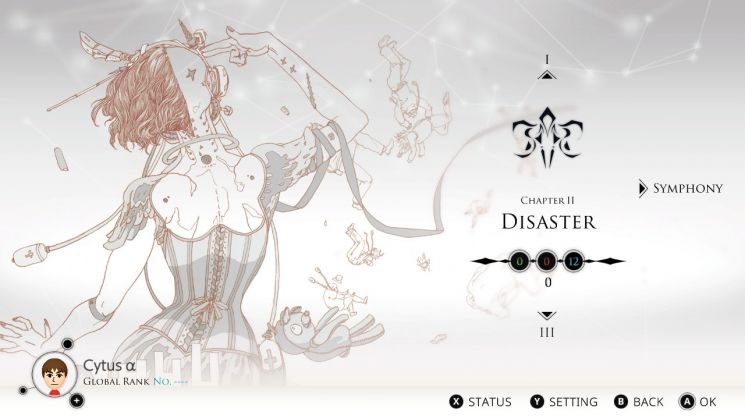 I
CHAPTER II
DISASTER
0 0 12
0
III
SYMPHONY
Cytus α
GLOBAL RANK NO. ----
X STATUS Y SETTING B BACK A OK